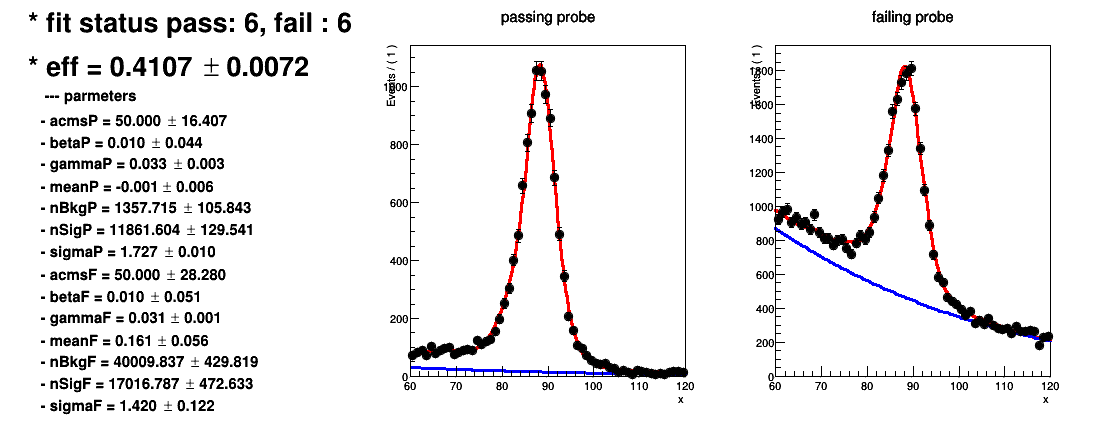 * fit status pass: 6, fail : 6
* eff = 0.4107 ± 0.0072
--- parmeters
- acmsP = 50.000 ± 16.407
- betaP = 0.010 ± 0.044
- gammaP = 0.033 ± 0.003
- meanP = -0.001 ± 0.006
- nBkgP = 1357.715 ± 105.843
- nSigP = 11861.604 ± 129.541
- sigmaP = 1.727 ± 0.010
- acmsF = 50.000 ± 28.280
- betaF = 0.010 ± 0.051
- gammaF = 0.031 ± 0.001
- meanF = 0.161 ± 0.056
- nBkgF = 40009.837 ± 429.819
- nSigF = 17016.787 ± 472.633
- sigmaF = 1.420 ± 0.122
passing probe
Events / ( 1 )
1000
800
600
400
200
0
60 70 80 90 100 110 120
x
failing probe
Events / ( 1 )
1800
1600
1400
1200
1000
800
600
400
200
0
60 70 80 90 100 110 120
x